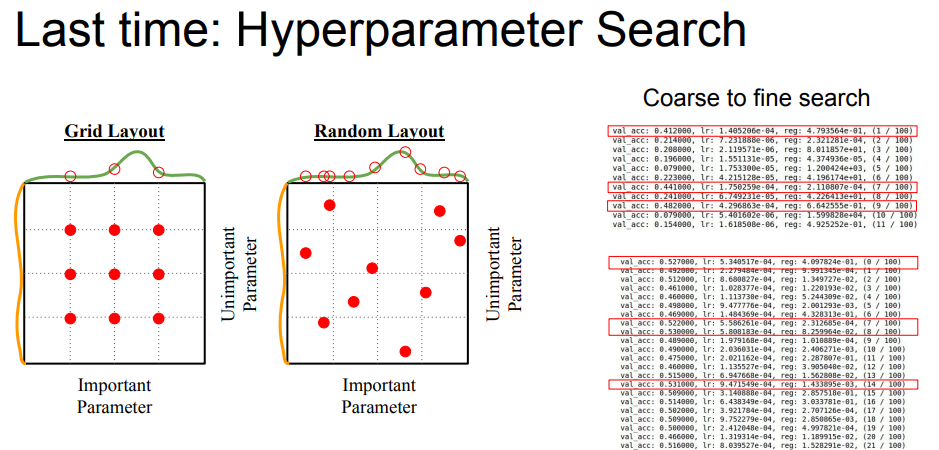 Last time: Hyperparameter Search
Grid Layout
Unimportant
Parameter
Important
Parameter
Random Layout
Unimportant
Parameter
Important
Parameter
Coarse to fine search
val_acc: 0.412000, lr: 1.405206e-04, reg: 4.793564e-01, (1 / 100)
val_acc: 0.214000, lr: 7.231888e-06, reg: 2.321281e-04, (2 / 100)
val_acc: 0.208000, lr: 2.119571e-06, reg: 8.011857e+01, (3 / 100)
val_acc: 0.196000, lr: 1.551131e-05, reg: 4.374936e-05, (4 / 100)
val_acc: 0.079000, lr: 1.753300e-05, reg: 1.200424e+03, (5 / 100)
val_acc: 0.223000, lr: 4.215128e-05, reg: 4.196174e+01, (6 / 100)
val_acc: 0.441000, lr: 1.750259e-04, reg: 2.110807e-04, (7 / 100)
val_acc: 0.241000, lr: 6.749231e-05, reg: 4.226413e+01, (8 / 100)
val_acc: 0.482000, lr: 4.296863e-04, reg: 6.642555e-01, (9 / 100)
val_acc: 0.079000, lr: 5.401602e-06, reg: 1.599828e+04, (10 / 100)
val_acc: 0.154000, lr: 1.618508e-06, reg: 4.925252e-01, (11 / 100)
val_acc: 0.527000, lr: 5.340517e-04, reg: 4.097824e-01, (0 / 100)
val_acc: 0.492000, lr: 2.279484e-04, reg: 9.991345e-04, (1 / 100)
val_acc: 0.512000, lr: 8.680827e-04, reg: 1.349727e-02, (2 / 100)
val_acc: 0.461000, lr: 1.028377e-04, reg: 1.220193e-02, (3 / 100)
val_acc: 0.460000, lr: 1.113730e-04, reg: 5.244309e-02, (4 / 100)
val_acc: 0.498000, lr: 9.477776e-04, reg: 2.001293e-03, (5 / 100)
val_acc: 0.469000, lr: 1.484369e-04, reg: 4.328313e-01, (6 / 100)
val_acc: 0.522000, lr: 5.586261e-04, reg: 2.312685e-04, (7 / 100)
val_acc: 0.530000, lr: 5.808183e-04, reg: 8.259964e-02, (8 / 100)
val_acc: 0.489000, lr: 1.979168e-04, reg: 1.010889e-04, (9 / 100)
val_acc: 0.490000, lr: 2.036031e-04, reg: 2.406271e-03, (10 / 100)
val_acc: 0.475000, lr: 2.021162e-04, reg: 2.287807e-01, (11 / 100)
val_acc: 0.460000, lr: 1.135527e-04, reg: 3.905040e-02, (12 / 100)
val_acc: 0.515000, lr: 6.947668e-04, reg: 1.562808e-02, (13 / 100)
val_acc: 0.531000, lr: 9.471549e-04, reg: 1.433895e-03, (14 / 100)
val_acc: 0.509000, lr: 3.140888e-04, reg: 2.857518e-01, (15 / 100)
val_acc: 0.514000, lr: 6.438349e-04, reg: 3.033781e-01, (16 / 100)
val_acc: 0.502000, lr: 3.921784e-04, reg: 2.707126e-04, (17 / 100)
val_acc: 0.509000, lr: 9.752279e-04, reg: 2.850865e-03, (18 / 100)
val_acc: 0.500000, lr: 2.412048e-04, reg: 4.997821e-04, (19 / 100)
val_acc: 0.466000, lr: 1.319314e-04, reg: 1.189915e-02, (20 / 100)
val_acc: 0.516000, lr: 8.039527e-04, reg: 1.528291e-02, (21 / 100)